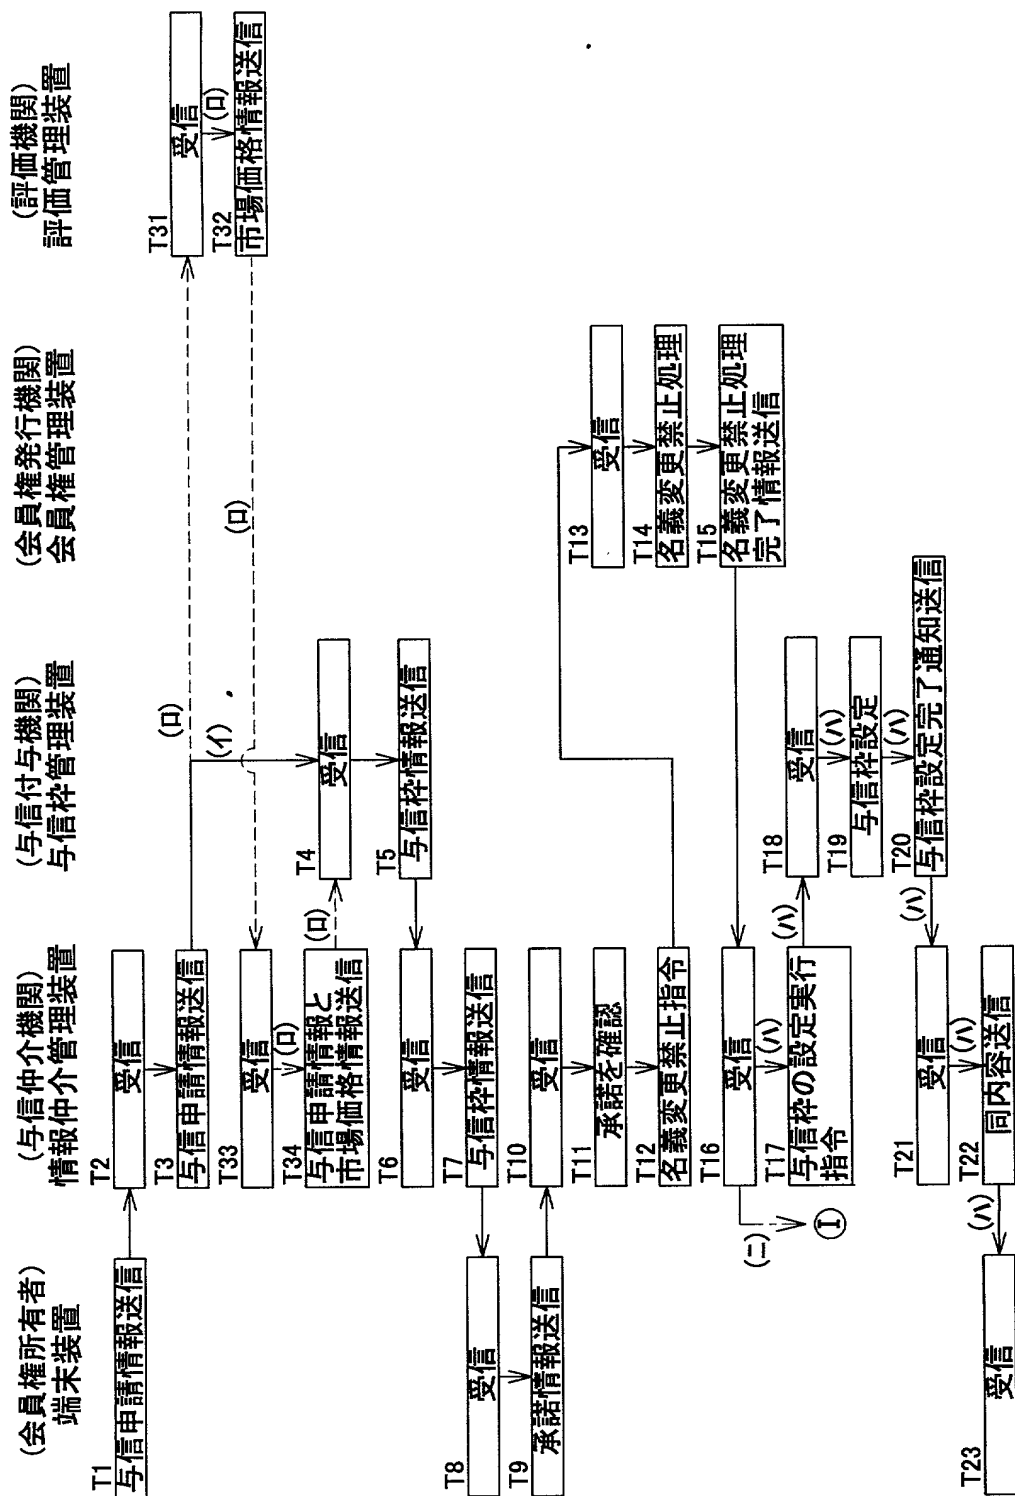 (会員権所有者)
端末装置
(与信仲介機関)
情報仲介管理装置
(与信付与機関)
与信枠管理装置
(会員権発行機関)
会員権管理装置
(評価機関)
評価管理装置
T1
与信申請情報送信
T2
受信
T3
与信申請情報送信
(ロ)
(イ)
T31
受信
(ロ)
T32
市場価格情報送信
(ロ)
T33
受信
(ロ)
T34
与信申請情報と
市場価格情報送信
(ロ)
T4
受信
T5
与信枠情報送信
T6
受信
T7
与信枠情報送信
T8
受信
T9
承諾情報送信
T10
受信
T11
承諾を確認
T12
名義変更禁止指令
T13
受信
T14
名義変更禁止処理
T15
名義変更禁止処理
完了情報送信
T16
受信
(ニ)
I
(ハ)
T17
与信枠の設定実行
指令
(ハ)
T18
受信
(ハ)
T19
与信枠設定
(ハ)
T20
与信枠設定完了通知送信
(ハ)
T21
受信
(ハ)
T22
同内容送信
(ハ)
T23
受信